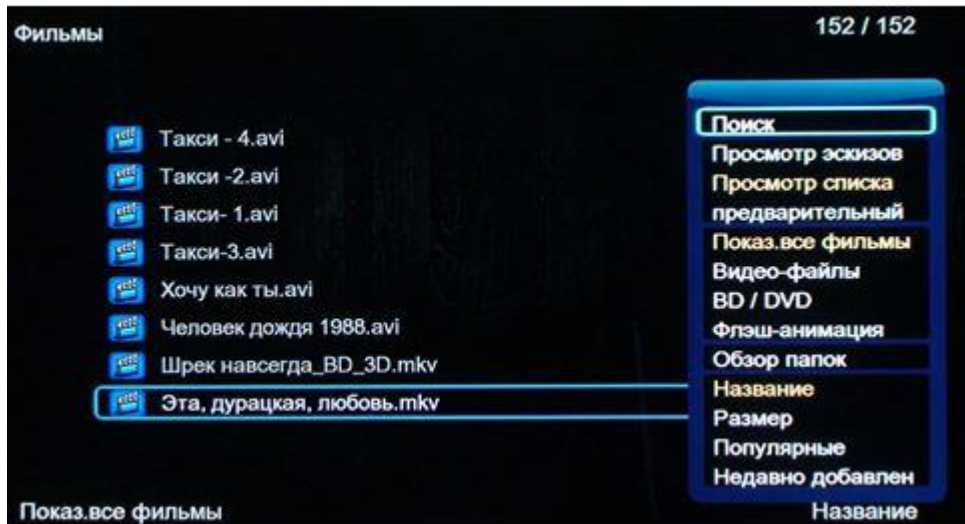 Фильмы
152 / 152
Такси - 4.avi
Такси -2.avi
Такси- 1.avi
Такси-3.avi
Хочу как ты.avi
Человек дождя 1988.avi
Шрек навсегда_BD_3D.mkv
Эта, дурацкая, любовь.mkv
Поиск
Просмотр эскизов
Просмотр списка
предварительный
Показ.все фильмы
Видео-файлы
BD / DVD
Флэш-анимация
Обзор папок
Название
Размер
Популярные
Недавно добавлен
Показ.все фильмы
Название